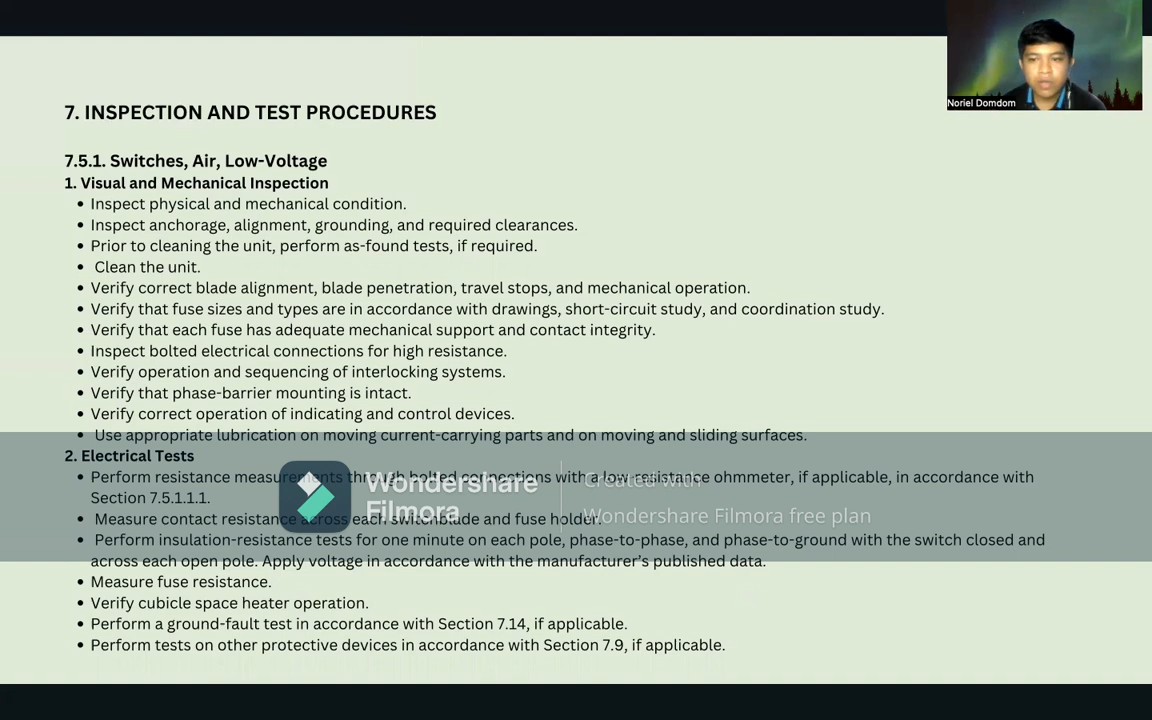 Noriel Domdom
7. INSPECTION AND TEST PROCEDURES
7.5.1. Switches, Air, Low-Voltage
1. Visual and Mechanical Inspection
• Inspect physical and mechanical condition.
• Inspect anchorage, alignment, grounding, and required clearances.
• Prior to cleaning the unit, perform as-found tests, if required.
• Clean the unit.
• Verify correct blade alignment, blade penetration, travel stops, and mechanical operation.
• Verify that fuse sizes and types are in accordance with drawings, short-circuit study, and coordination study.
• Verify that each fuse has adequate mechanical support and contact integrity.
• Inspect bolted electrical connections for high resistance.
• Verify operation and sequencing of interlocking systems.
• Verify that phase-barrier mounting is intact.
• Verify correct operation of indicating and control devices.
• Use appropriate lubrication on moving current-carrying parts and on moving and sliding surfaces.
2. Electrical Tests
• Perform resistance measurements through bolted connections with a low-resistance ohmmeter, if applicable, in accordance with
Section 7.5.1.1.1.
• Measure contact resistance across each switchblade and fuse holder.
• Perform insulation-resistance tests for one minute on each pole, phase-to-phase, and phase-to-ground with the switch closed and
across each open pole. Apply voltage in accordance with the manufacturer’s published data.
• Measure fuse resistance.
• Verify cubicle space heater operation.
• Perform a ground-fault test in accordance with Section 7.14, if applicable.
• Perform tests on other protective devices in accordance with Section 7.9, if applicable.
Wondershare
Filmora
Created with
Wondershare Filmora free plan